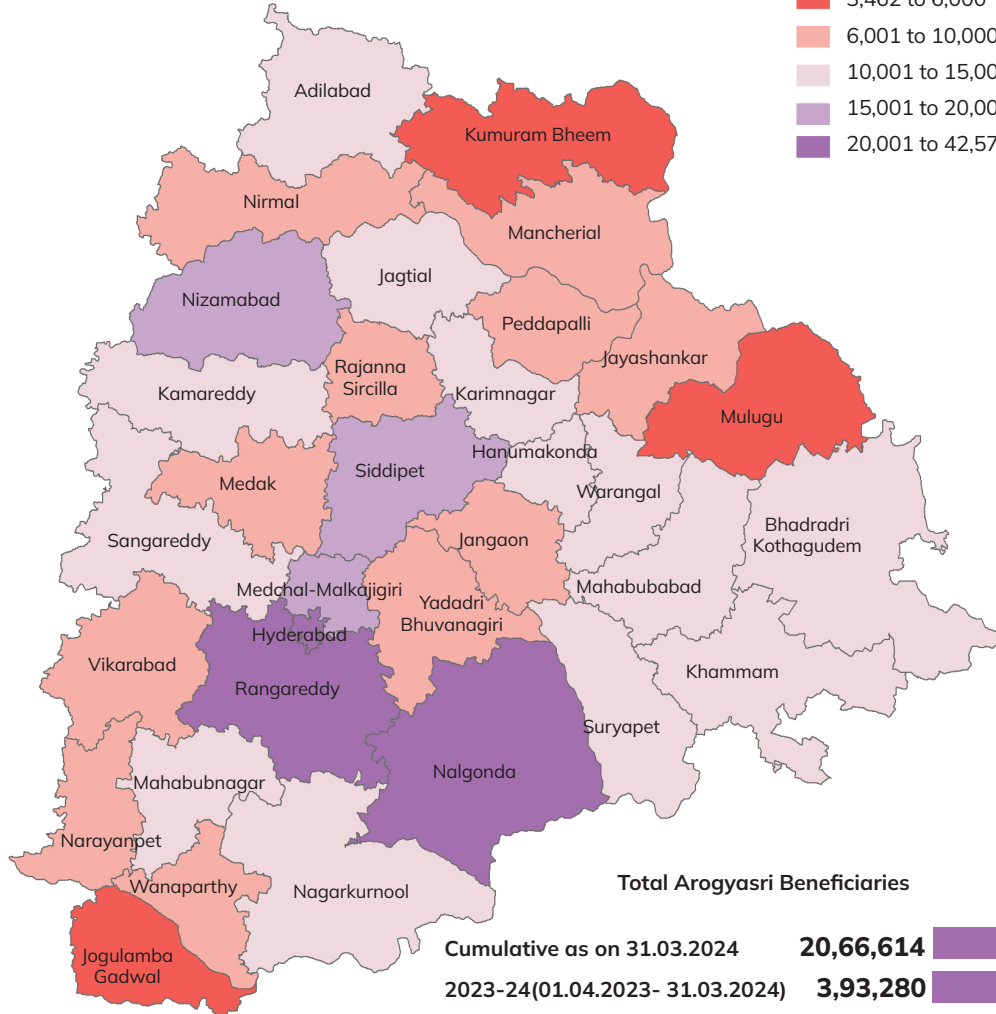 6,001 to 10,000
Adilabad
Kumuram Bheem
Nirmal
Mancherial
Jagtial
Nizamabad
Peddapalli
Jayashankar
Rajanna
Sircilla
Kamareddy
Karimnagar
Mulugu
Hanumakonda
Siddipet
Medak
Warangal
Bhadradri
Kothagudem
Sangareddy
Jangaon
Mahabubabad
Medchal-Malkajigiri
Yadadri
Bhuvanagiri
Hyderabad
Vikarabad
Khammam
Rangareddy
Suryapet
Nalgonda
Mahabubnagar
Narayanpet
Wanaparthy
Nagarkurnool
Jogulamba
Gadwal
10,001 to 15,00
15,001 to 20,00
20,001 to 42,57
Total Arogyasri Beneficiaries
Cumulative as on 31.03.2024 20,66,614
2023-24(01.04.2023- 31.03.2024) 3,93,280